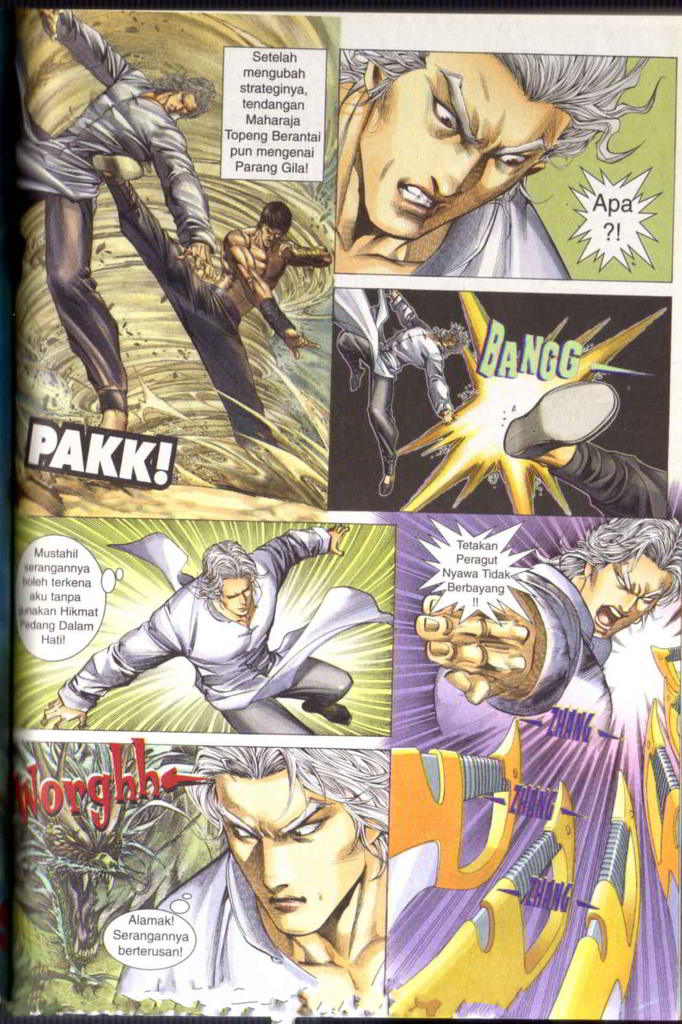 Setelah
mengubah
strateginya,
tendangan
Maharaja
Topeng Berantai
pun mengenai
Parang Gila!
PAKK!
Apa
?!
BANGG
Mustahil
serangannya
boleh terkena
aku tanpa
gunakan Hikmat
Pedang Dalam
Hati!
Tetakan
Peragut
Nyawa Tidak
Berbayang
!!
ZHANG
ZHANG
ZHANG
Worghh
Alamak!
Serangannya
berterusan!